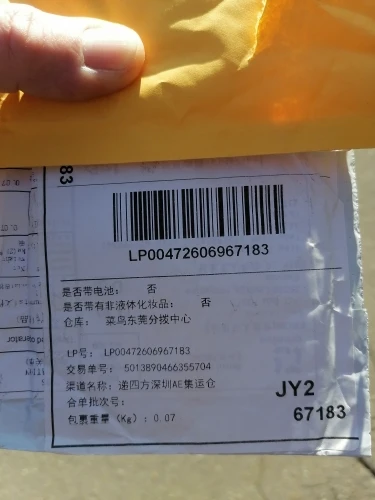 83
LP00472606967183
是否带电池： 否
是否带有非液体化妆品： 否
仓库： 菜鸟东莞分拨中心
LP号： LP00472606967183
交易单号： 5013890466355704
渠道名称：递四方深圳AE集运仓
合单批次号：
包裹重量（Kg）：0.07
JY2
67183